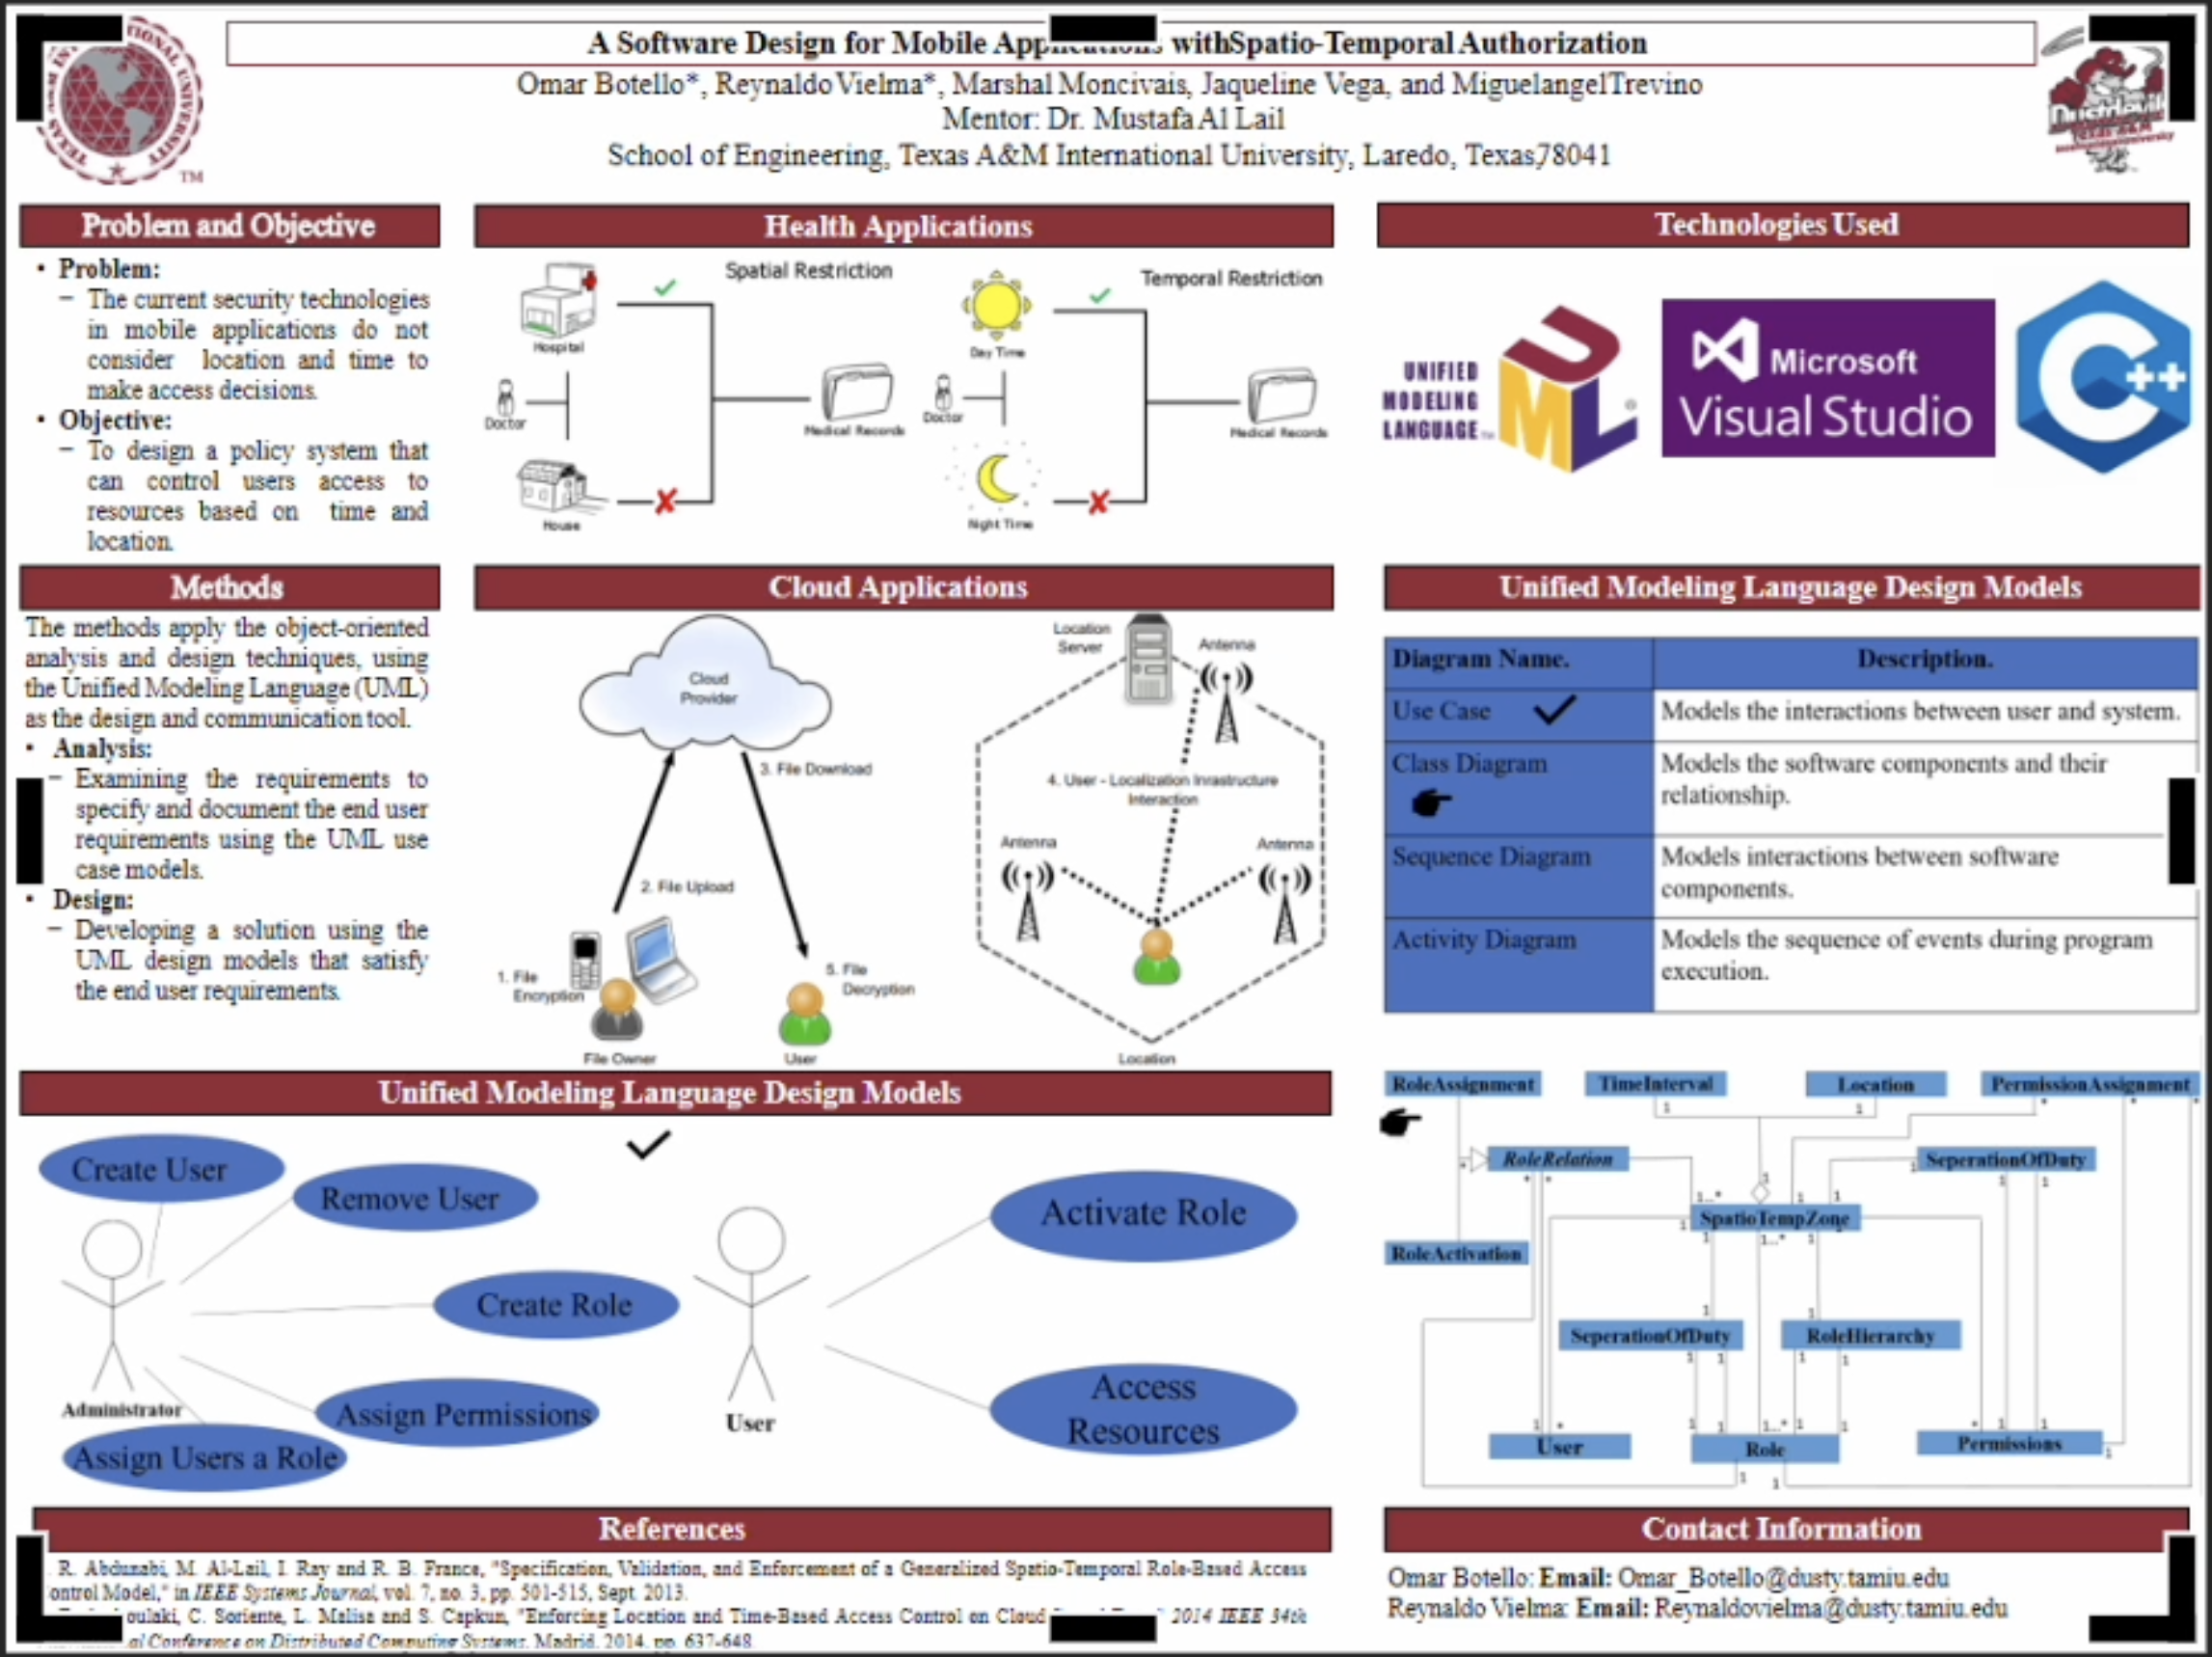 A Software Design for Mobile withSpatio-Temporal Authorization
Omar Botello*, Reynaldo Vielma*, Marshal Moncivais, Jaqueline Vega, and MiguelangelTrevino
Mentor: Dr. Mustafa Al Lail
School of Engineering, Texas A&M International University, Laredo, Texas,78041
TEXAS UNIVERSITY
TM
Problem and Objective
• Problem:
– The current security technologies
in mobile applications do not
consider location and time to
make access decisions.
• Objective:
– To design a policy system that
can control users access to
resources based on time and
location.
Methods
The methods apply the object-oriented
analysis and design techniques, using
the Unified Modeling Language (UML)
as the design and communication tool.
• Analysis:
– Examining the requirements to
specify and document the end user
requirements using the UML use
case models.
• Design:
– Developing a solution using the
UML design models that satisfy
the end user requirements.
Health Applications
Spatial Restriction
Hospital
Doctor
Medical Records
House
Temporal Restriction
Day Time
Doctor
Medical Records
Night Time
Cloud Applications
Cloud
Provider
3. File Download
2. File Upload
1. File
Encryption
5. File
Decryption
File Owner
User
Location
Server
Antenna
4. User - Localization Inrastructure
Interaction
Antenna
Antenna
Location
Technologies Used
UNIFIED
MODELING
LANGUAGE
UML
Microsoft
Visual Studio
C++
Unified Modeling Language Design Models
Diagram Name. Description.
Use Case Models the interactions between user and system.
Class Diagram Models the software components and their
relationship.
Sequence Diagram Models interactions between software
components.
Activity Diagram Models the sequence of events during program
execution.
Unified Modeling Language Design Models
Create User
Remove User
Create Role
Assign Permissions
Assign Users a Role
Administrator
User
Activate Role
Access
Resources
RoleAssignment
TimeInterval
Location
PermissionAssignment
RoleRelation
SeperationOfDuty
SpatioTempZone
RoleActivation
SeperationOfDuty
RoleHierarchy
User
Role
Permissions
References
R. Abdunabi, M. Al-Lail, I. Ray and R. B. France, "Specification, Validation, and Enforcement of a Generalized Spatio-Temporal Role-Based Access
ontrol Model," in IEEE Systems Journal, vol. 7, no. 3, pp. 501-515, Sept. 2013.
C. Soriente, L. Malisa and S. Capkun, "Enforcing Location and Time-Based Access Control on Cloud 2014 IEEE 34th
Conference on Distributed Computing Systems, Madrid, 2014, pp. 637-648
Contact Information
Omar Botello: Email: Omar_Botello@dusty.tamiu.edu
Reynaldo Vielma: Email: Reynaldovielma@dusty.tamiu.edu